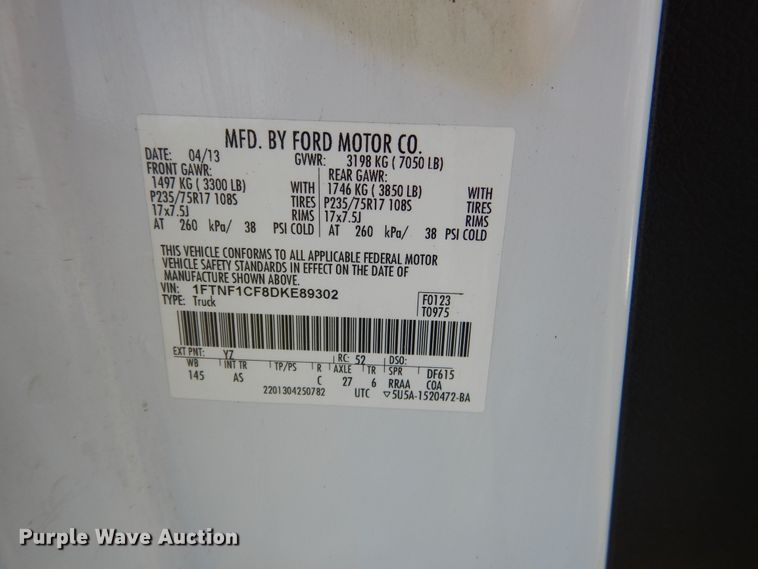 MFD. BY FORD MOTOR CO.
DATE: 04/13 GVWR: 3198 KG ( 7050 LB)
FRONT GAWR: REAR GAWR:
1497 KG ( 3300 LB) WITH 1746 KG ( 3850 LB) WITH
P235/75R17 108S TIRES P235/75R17 108S TIRES
17x7.5J RIMS 17x7.5J RIMS
AT 260 kPa/ 38 PSI COLD AT 260 kPa/ 38 PSI COLD
THIS VEHICLE CONFORMS TO ALL APPLICABLE FEDERAL MOTOR
VEHICLE SAFETY STANDARDS IN EFFECT ON THE DATE OF
MANUFACTURE SHOWN ABOVE.
VIN: 1FTNF1CF8DKE89302 F0123
TYPE: Truck T0975
EXT PNT: YZ RC: 52 DSO:
WB INT TR TP/PS R AXLE TR SPR DF615
145 AS C 27 6 RRAA COA
2201304250782 UTC ▽5U5A-1520472-BA
Purple Wave Auction